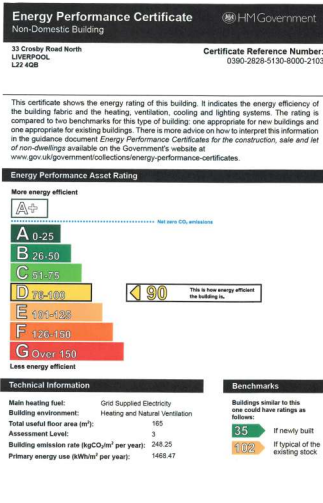 Energy Performance Certificate
HM Government
Non-Domestic Building
33 Crosby Road North
LIVERPOOL
L22 4QB
Certificate Reference Number:
0390-2828-5130-8000-2103
This certificate shows the energy rating of this building. It indicates the energy efficiency of
the building fabric and the heating, ventilation, cooling and lighting systems. The rating is
compared to two benchmarks for this type of building: one appropriate for new buildings and
one appropriate for existing buildings. There is more advice on how to interpret this information
in the guidance document Energy Performance Certificates for the construction, sale and let
of non-dwellings available on the Government's website at
www.gov.uk/government/collections/energy-performance-certificates.
Energy Performance Asset Rating
More energy efficient
A+
Net zero CO₂ emissions
A 0-25
B 26-50
C 51-75
D 76-100
90
This is how energy efficient
the building is.
E 101-125
F 126-150
G Over 150
Less energy efficient
Technical Information
Main heating fuel: Grid Supplied Electricity
Building environment: Heating and Natural Ventilation
Total useful floor area (m²): 165
Assessment Level: 3
Building emission rate (kgCO₂/m² per year): 248.25
Primary energy use (kWh/m² per year): 1468.47
Benchmarks
Buildings similar to this
one could have ratings as
follows:
35 If newly built
102 If typical of the
existing stock